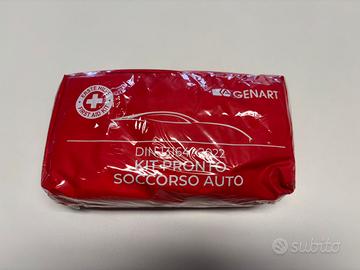 ERSTE HILFE
FIRST AID KIT
GENART
DIN 13164:2022
KIT PRONTO
SOCCORSO AUTO
subito